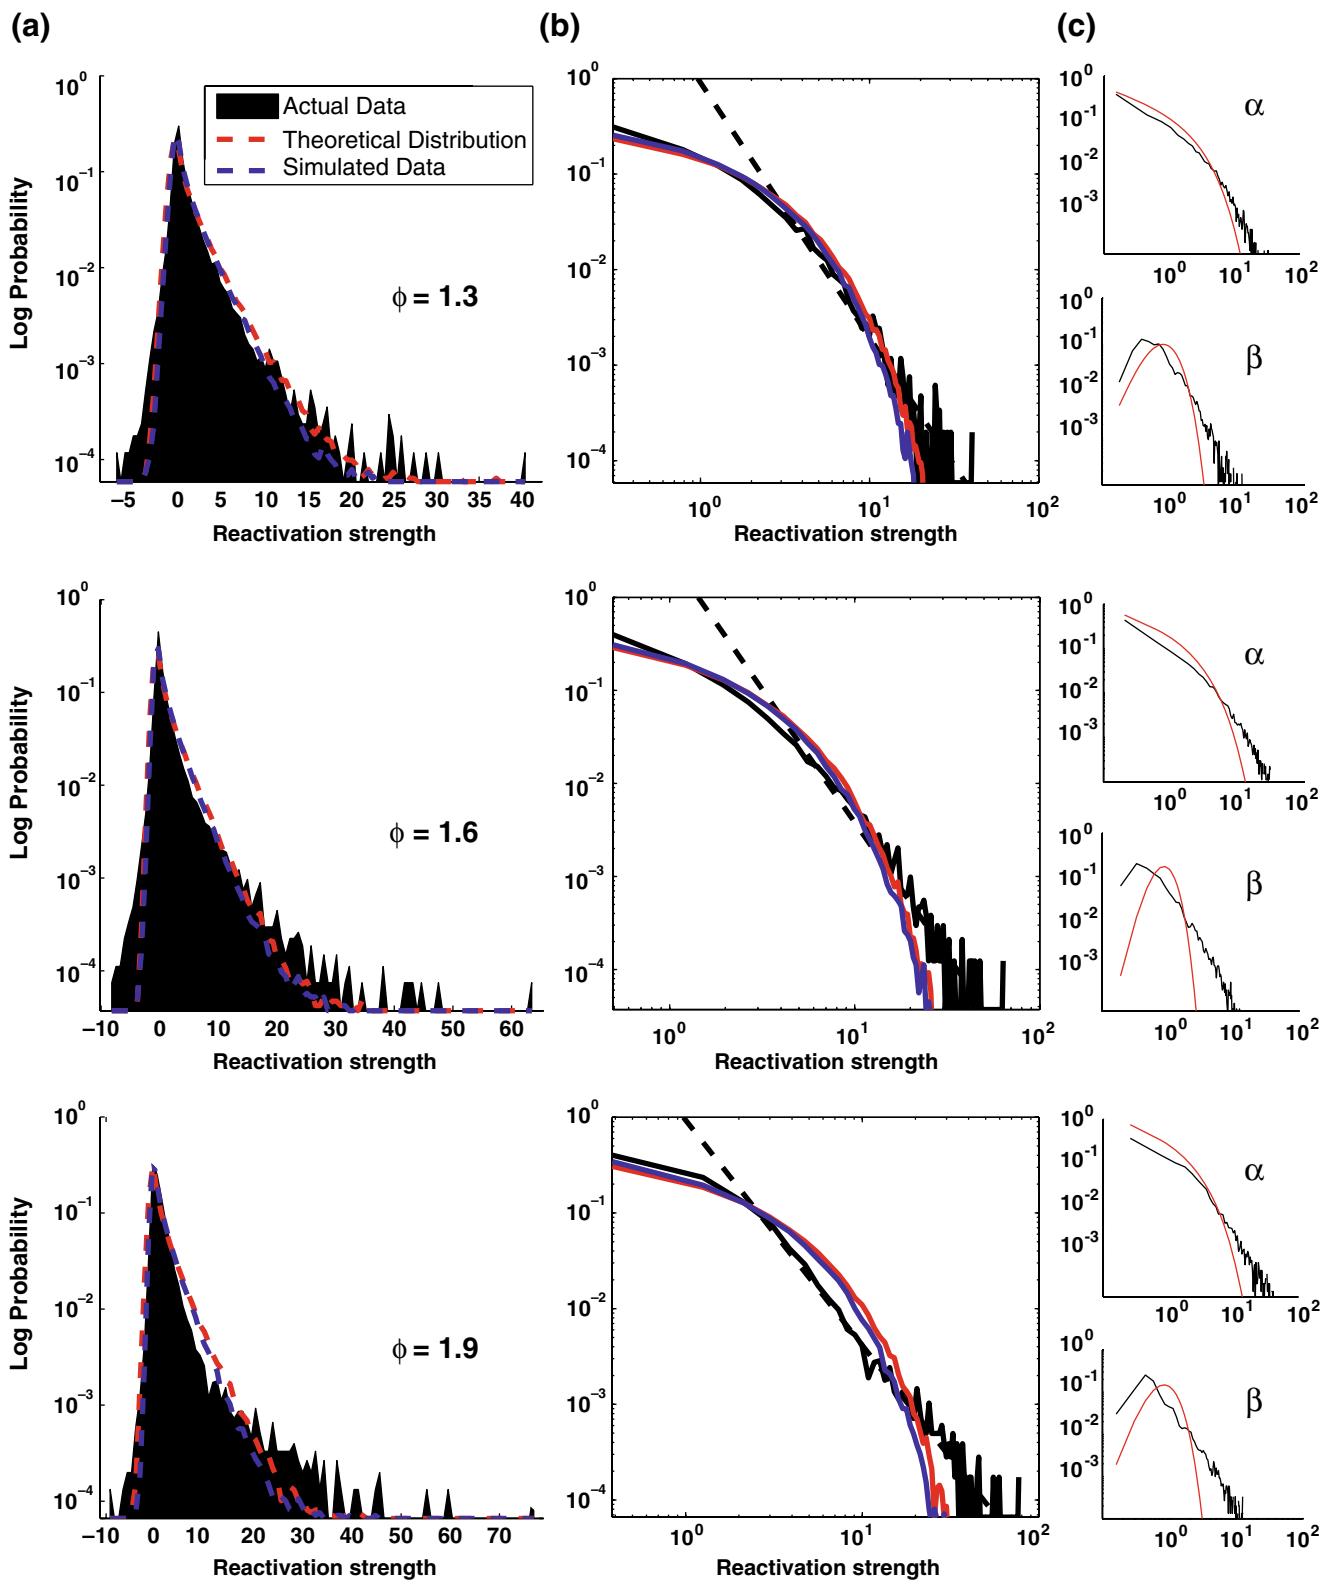 (a)
(b)
(c)
Log Probability
10^0
10^−1
10^−2
10^−3
10^−4
Actual Data
Theoretical Distribution
Simulated Data
ϕ = 1.3
−5 0 5 10 15 20 25 30 35 40
Reactivation strength
10^0
10^−1
10^−2
10^−3
10^−4
10^0 10^1 10^2
Reactivation strength
10^0
10^-1
10^-2
10^-3
α
10^0 10^1 10^2
10^0
10^-1
10^-2
10^-3
β
10^0 10^1 10^2
Log Probability
10^0
10^−1
10^−2
10^−3
10^−4
ϕ = 1.6
−10 0 10 20 30 40 50 60
Reactivation strength
10^0
10^−1
10^−2
10^−3
10^−4
10^0 10^1 10^2
Reactivation strength
10^0
10^-1
10^-2
10^-3
α
10^0 10^1 10^2
10^0
10^-1
10^-2
10^-3
β
10^0 10^1 10^2
Log Probability
10^0
10^−1
10^−2
10^−3
10^−4
ϕ = 1.9
−10 0 10 20 30 40 50 60 70
Reactivation strength
10^0
10^−1
10^−2
10^−3
10^−4
10^0 10^1 10^2
Reactivation strength
10^0
10^-1
10^-2
10^-3
α
10^0 10^1 10^2
10^0
10^-1
10^-2
10^-3
β
10^0 10^1 10^2